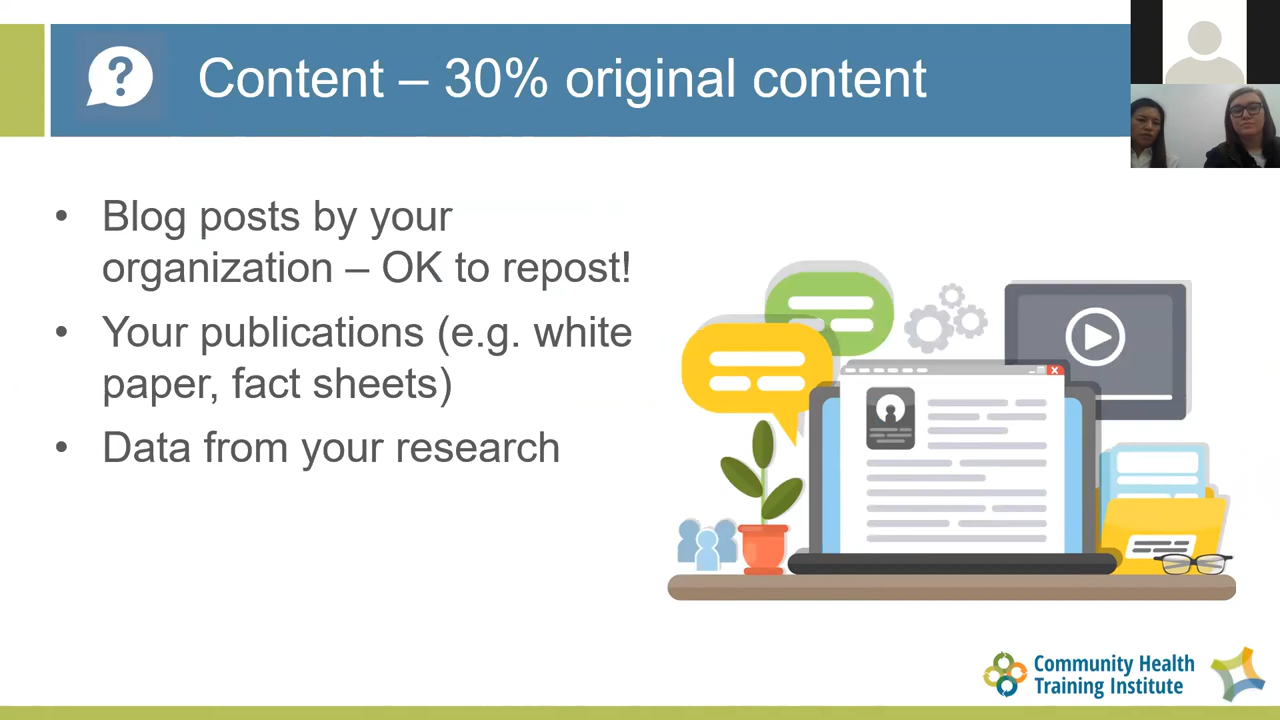 Content – 30% original content
• Blog posts by your
organization – OK to repost!
• Your publications (e.g. white
paper, fact sheets)
• Data from your research
Community Health
Training Institute